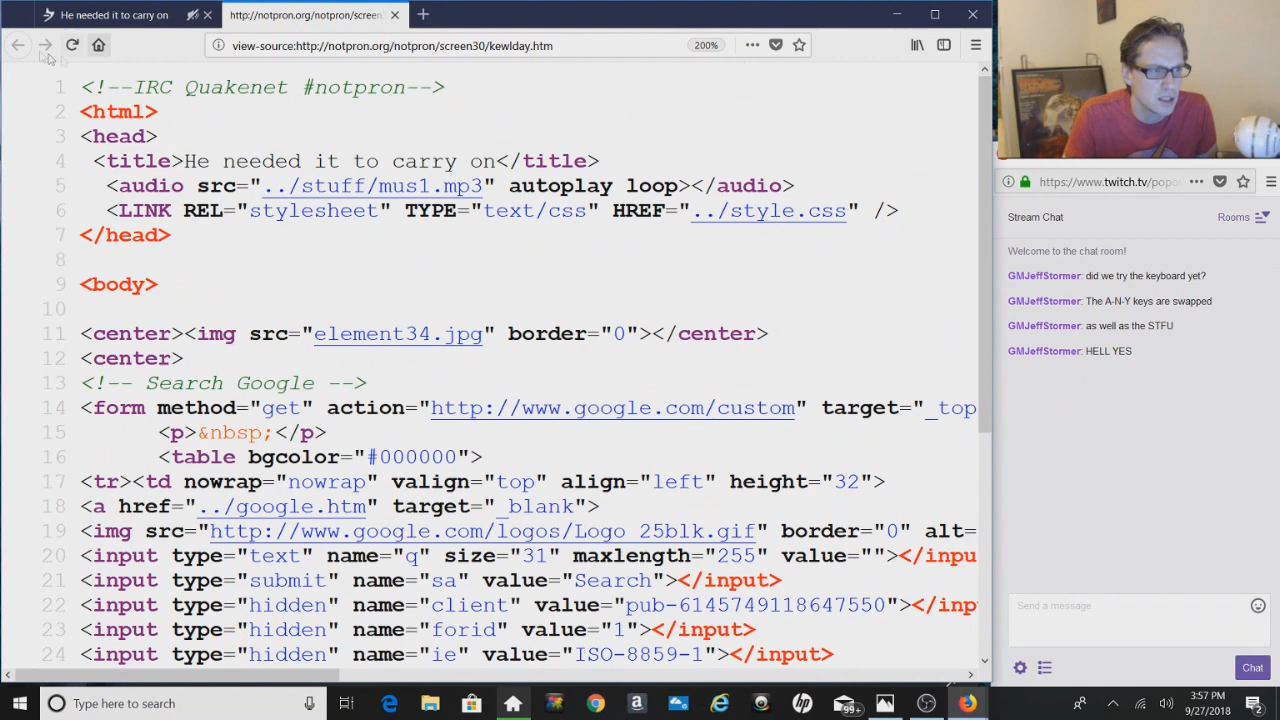 He needed it to carry on
http://notpron.org/notpron/screen
view-source:http://notpron.org/notpron/screen30/kewlday.htm
200%
1 <!--IRC Quakenet #notpron-->
2 <html>
3 <head>
4 <title>He needed it to carry on</title>
5 <audio src="../stuff/mus1.mp3" autoplay loop></audio>
6 <LINK REL="stylesheet" TYPE="text/css" HREF="../style.css" />
7 </head>
8
9 <body>
10
11 <center><img src="element34.jpg" border="0"></center>
12 <center>
13 <!-- Search Google -->
14 <form method="get" action="http://www.google.com/custom" target="_top
15 <p>&nbsp;</p>
16 <table bgcolor="#000000">
17 <tr><td nowrap="nowrap" valign="top" align="left" height="32">
18 <a href="../google.htm" target="_blank">
19 <img src="http://www.google.com/logos/Logo_25blk.gif" border="0" alt=
20 <input type="text" name="q" size="31" maxlength="255" value=""></inpu
21 <input type="submit" name="sa" value="Search"></input>
22 <input type="hidden" name="client" value="pub-6145749118647550"></inp
23 <input type="hidden" name="forid" value="1"></input>
24 <input type="hidden" name="ie" value="ISO-8859-1"></input>
https://www.twitch.tv/popo
Stream Chat
Rooms
Welcome to the chat room!
GMJeffStormer: did we try the keyboard yet?
GMJeffStormer: The A-N-Y keys are swapped
GMJeffStormer: as well as the STFU
GMJeffStormer: HELL YES
Send a message
Chat
Type here to search
99+
3:57 PM
9/27/2018
2